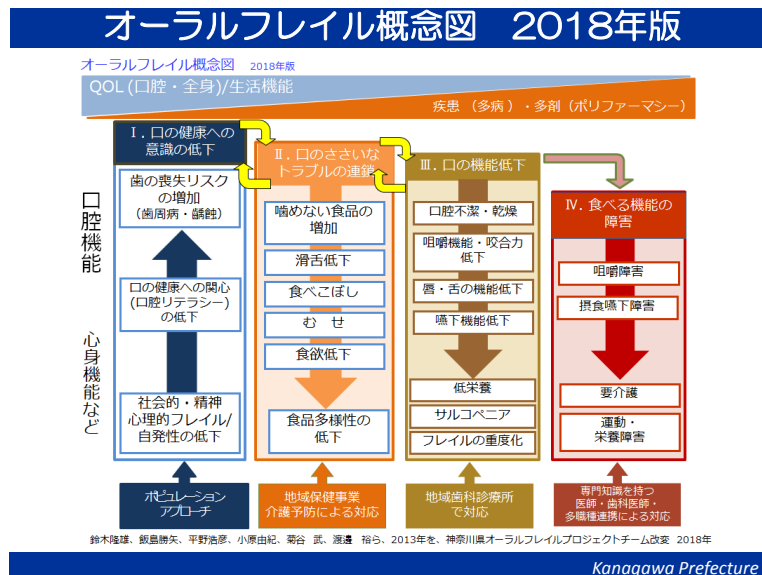 オーラルフレイル概念図　2018年版
オーラルフレイル概念図　2018年版
QOL (口腔・全身)/生活機能
疾患 （多病）・多剤（ポリファーマシー）
口腔機能
心身機能など
Ⅰ．口の健康への
意識の低下
歯の喪失リスク
の増加
（歯周病・齲蝕）
口の健康への関心
(口腔リテラシー)
の低下
社会的・精神
心理的フレイル/
自発性の低下
ポピュレーション
アプローチ
Ⅱ．口のささいな
トラブルの連鎖
噛めない食品の
増加
滑舌低下
食べこぼし
む　せ
食欲低下
食品多様性の
低下
地域保健事業
介護予防による対応
Ⅲ．口の機能低下
口腔不潔・乾燥
咀嚼機能・咬合力
低下
唇・舌の機能低下
嚥下機能低下
低栄養
サルコペニア
フレイルの重度化
地域歯科診療所
で対応
Ⅳ．食べる機能の
障害
咀嚼障害
摂食嚥下障害
要介護
運動・
栄養障害
専門知識を持つ
医師・歯科医師・
多職種連携による対応
鈴木隆雄、飯島勝矢、平野浩彦、小原由紀、菊谷　武、渡邊　裕ら、2013年を、神奈川県オーラルフレイルプロジェクトチーム改変　2018年
Kanagawa Prefecture